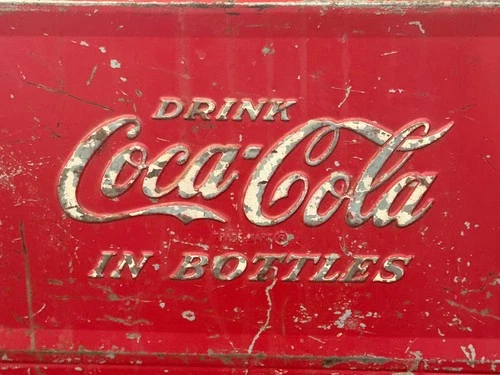 DRINK
Coca-Cola
IN BOTTLES